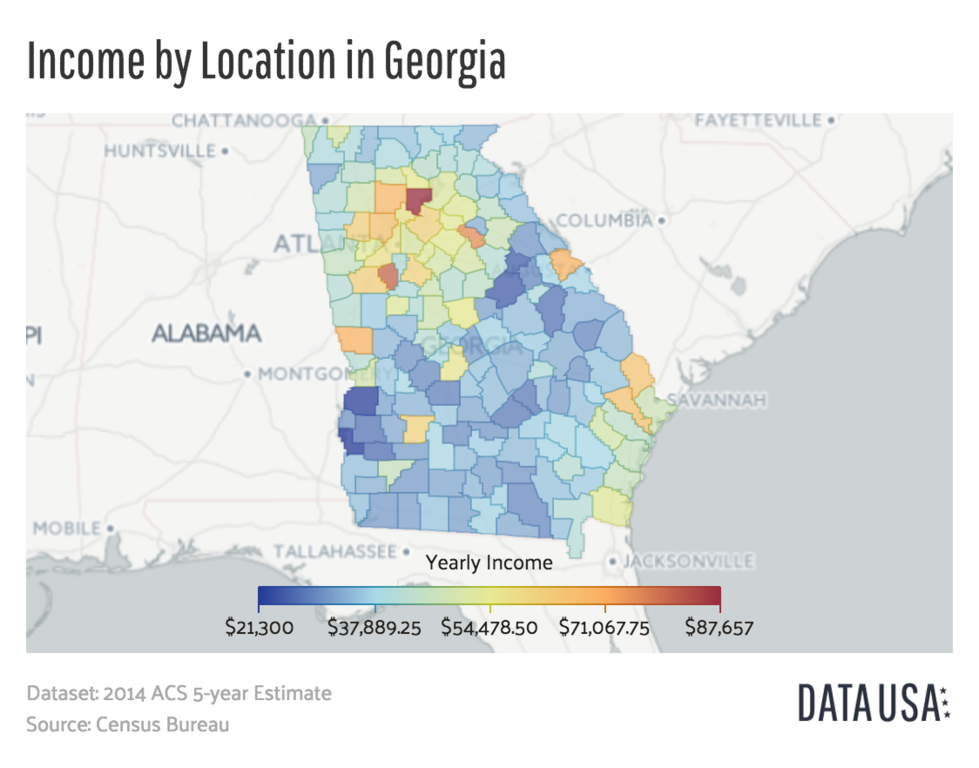 Income by Location in Georgia
CHATTANOOGA
FAYETTEVILLE
HUNTSVILLE
COLUMBIA
ATLANTA
ALABAMA
GEORGIA
MONTGOMERY
SAVANNAH
MOBILE
TALLAHASSEE
JACKSONVILLE
Yearly Income
$21,300 $37,889.25 $54,478.50 $71,067.75 $87,657
Dataset: 2014 ACS 5-year Estimate
Source: Census Bureau
DATA USA